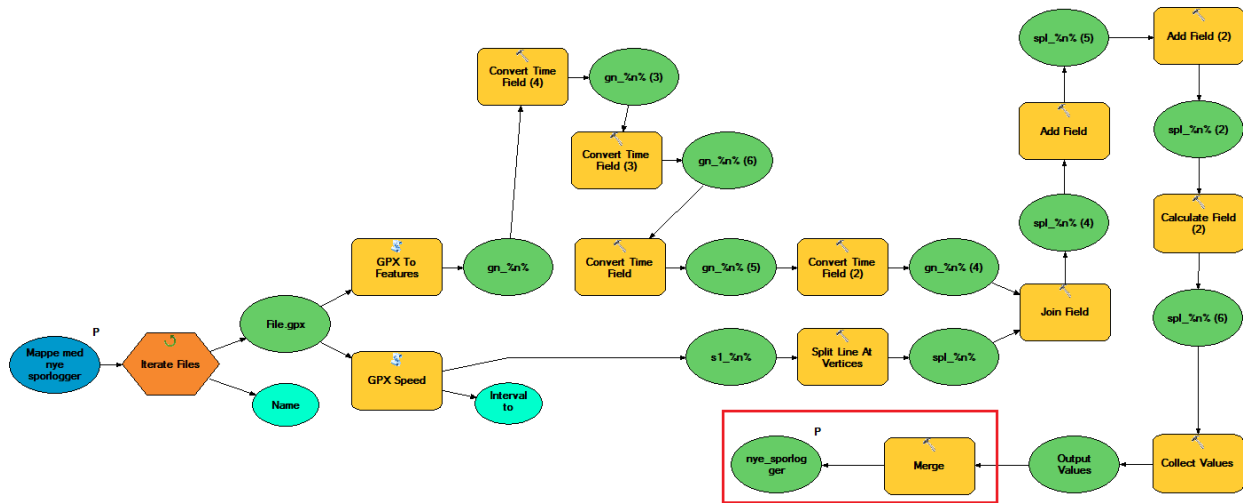 spl_%n% (5)
Add Field (2)
Convert Time
Field (4)
gn_%n% (3)
Add Field
spl_%n% (2)
Convert Time
Field (3)
gn_%n% (6)
spl_%n% (4)
Calculate Field
(2)
GPX To
Features
gn_%n%
Convert Time
Field
gn_%n% (5)
Convert Time
Field (2)
gn_%n% (4)
Join Field
File.gpx
spl_%n% (6)
P
Mappe med
nye
sporlogger
Iterate Files
GPX Speed
s1_%n%
Split Line At
Vertices
spl_%n%
Name
Interval
to
P
nye_sporlog
ger
Merge
Output
Values
Collect Values